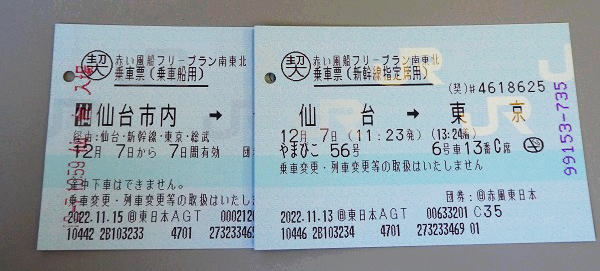 契 赤い風船フリープラン南東北
乗車票(乗車船用)
仙台市内 →
経由:仙台・新幹線・東京・総武
12月 7日から 7日間有効
途中下車はできません。
乗車変更・列車変更等の取扱はいたし
2022.11.15 東日本AGT 0002120
10442 2B103233 4701 273233469
入場
契 赤い風船フリープラン南東北
乗車票(新幹線指定席用)
(契)#4618625
仙 台 → 東 京
12月 7日(11:23発) (13:24着)
やまびこ 56号 6号車 13番C席
乗車変更・列車変更等の取扱はいたしません
団券:赤風東日本
2022.11.13 東日本AGT 00633201 C35
10446 2B103233 4701 273233469 01
99153-735